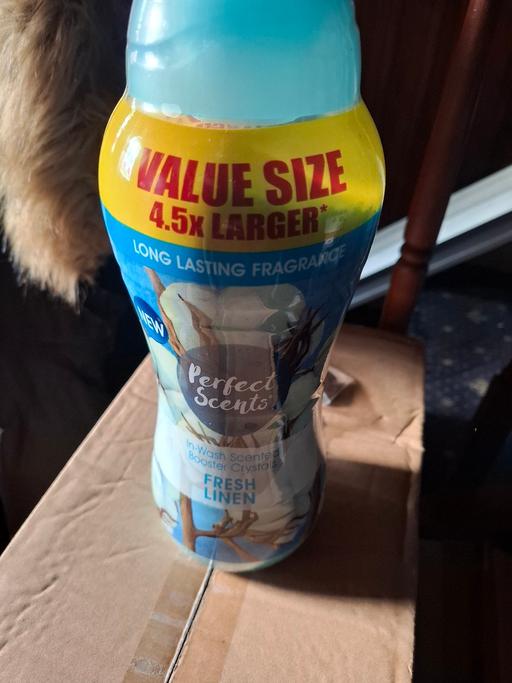 VALUE SIZE
4.5x LARGER*
LONG LASTING FRAGRANCE
NEW
Perfect
Scents
In-Wash Scented
Booster Crystals
FRESH
LINEN